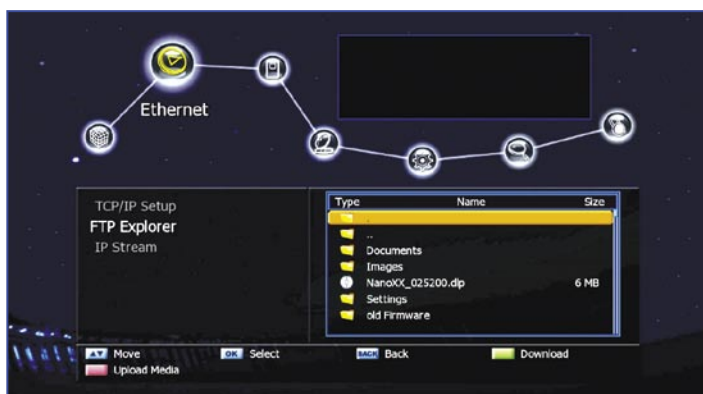 Ethernet
TCP/IP Setup
FTP Explorer
IP Stream
Type Name Size
.
..
Documents
Images
NanoXX_025200.dlp 6 MB
Settings
old Firmware
Move OK Select BACK Back Download
Upload Media